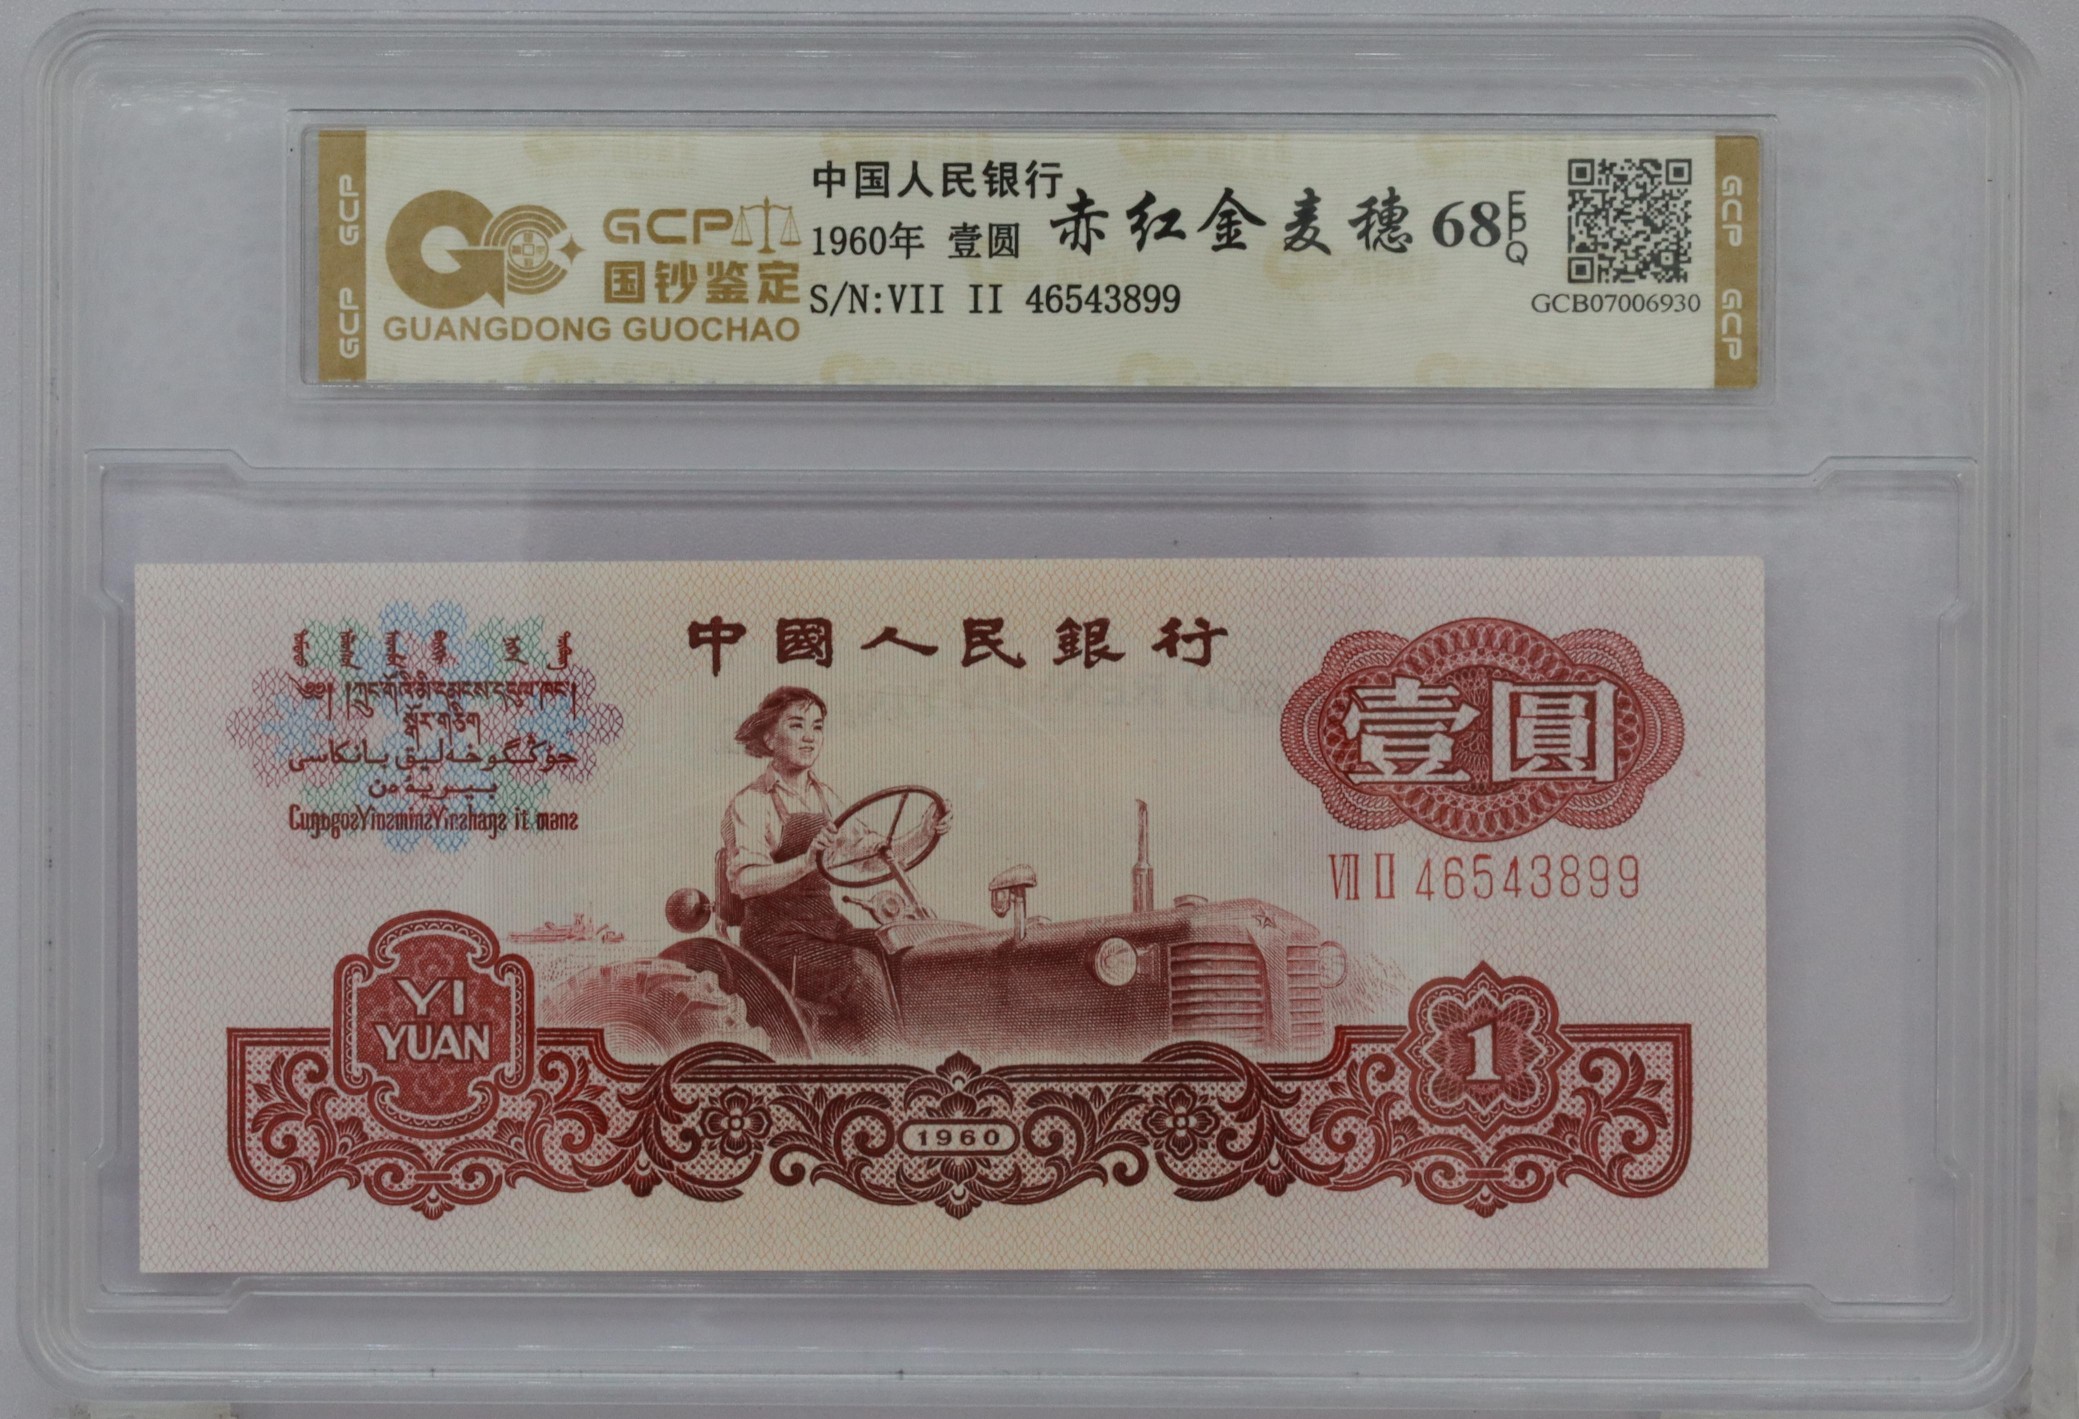 GCP
GCP
GCP
国钞鉴定
GUANGDONG GUOCHAO
中国人民银行
1960年 壹圆
赤红金麦穗 68 EPQ
S/N:VII II 46543899
GCB07006930
GCP
GCP
中國人民銀行
壹圓
VII II 46543899
YI
YUAN
1
1960